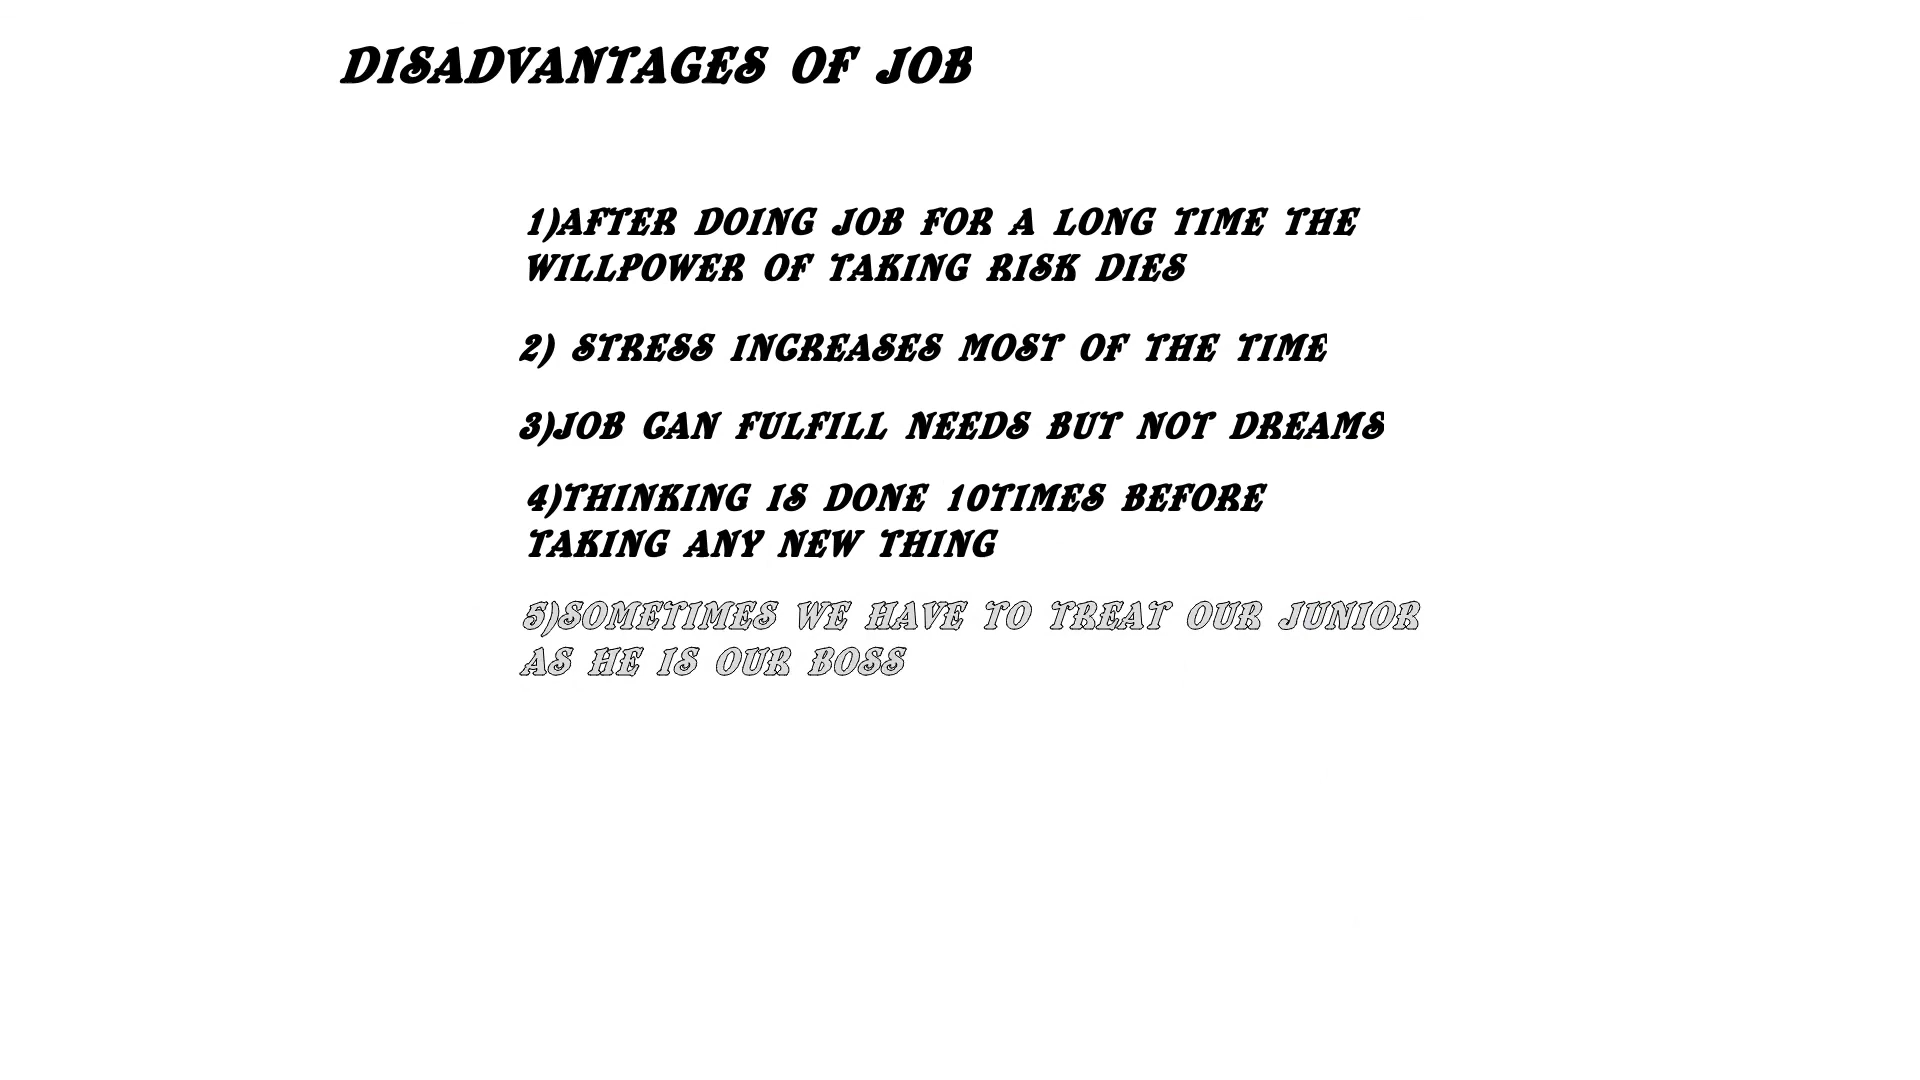 DISADVANTAGES OF JOB
1)AFTER DOING JOB FOR A LONG TIME THE
WILLPOWER OF TAKING RISK DIES
2) STRESS INCREASES MOST OF THE TIME
3)JOB CAN FULFILL NEEDS BUT NOT DREAMS
4)THINKING IS DONE 10TIMES BEFORE
TAKING ANY NEW THING
5)SOMETIMES WE HAVE TO TREAT OUR JUNIOR
AS HE IS OUR BOSS